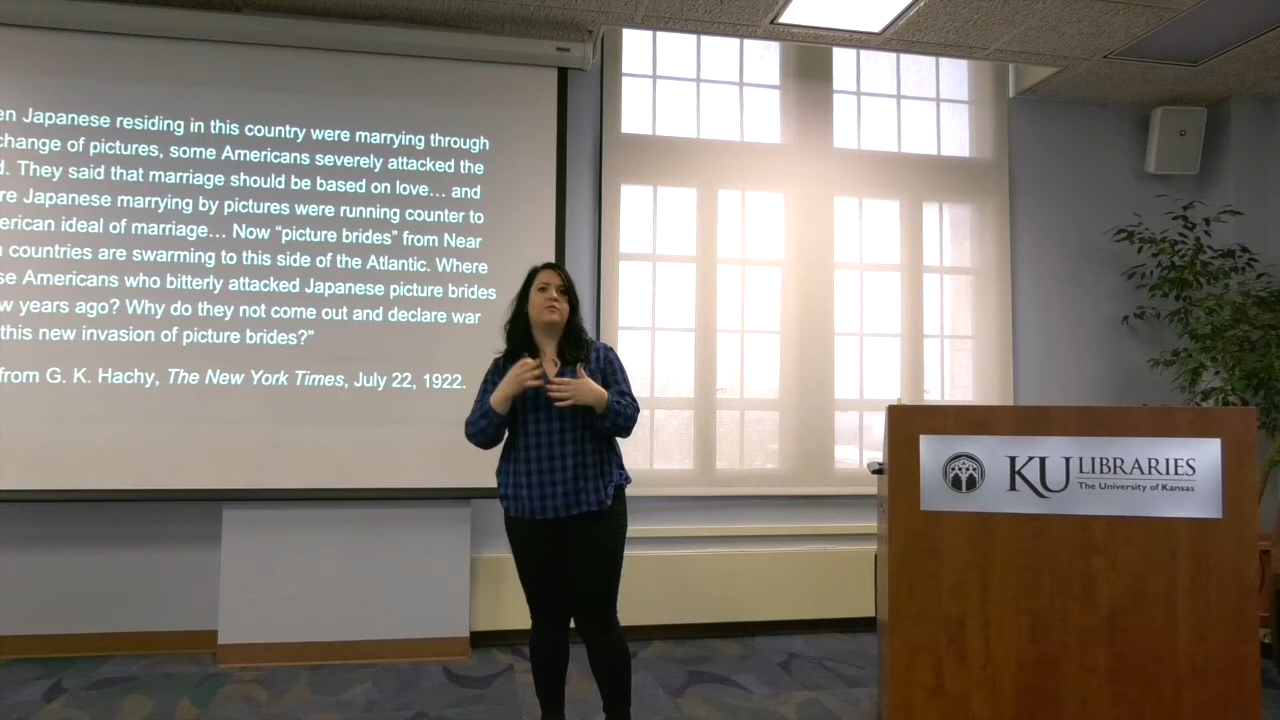 en Japanese residing in this country were marrying through
change of pictures, some Americans severely attacked the
d. They said that marriage should be based on love… and
re Japanese marrying by pictures were running counter to
erican ideal of marriage… Now “picture brides” from Near
n countries are swarming to this side of the Atlantic. Where
se Americans who bitterly attacked Japanese picture brides
w years ago? Why do they not come out and declare war
this new invasion of picture brides?”
from G. K. Hachy, The New York Times, July 22, 1922.
KU LIBRARIES
The University of Kansas